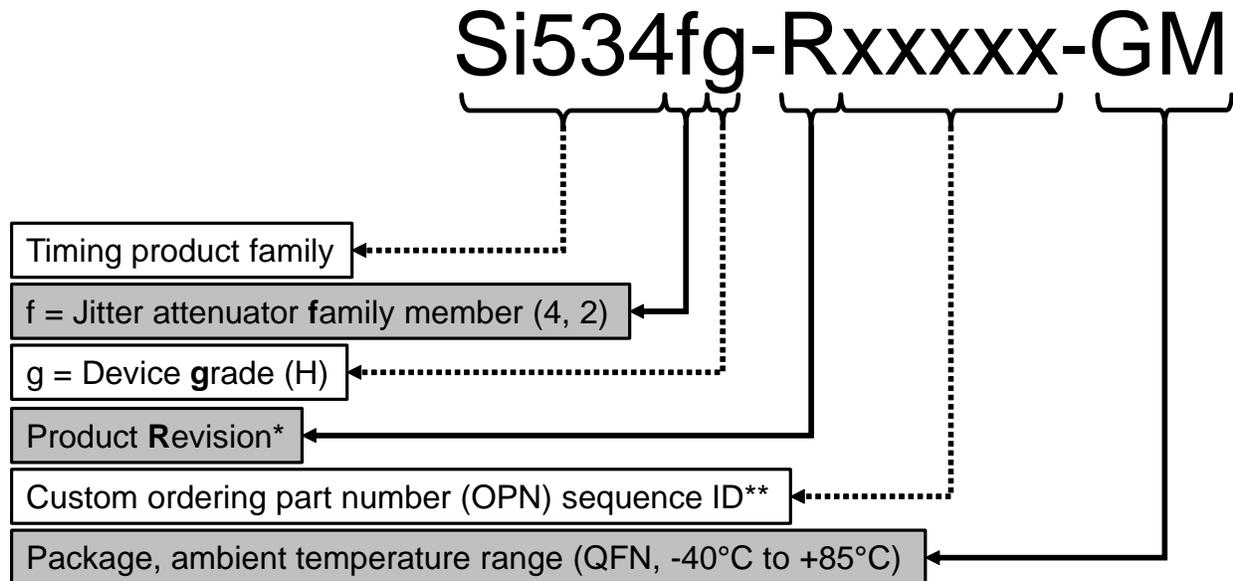 Si534fg-Rxxxxx-GM
Timing product family
f = Jitter attenuator family member (4, 2)
g = Device grade (H)
Product Revision*
Custom ordering part number (OPN) sequence ID**
Package, ambient temperature range (QFN, -40°C to +85°C)